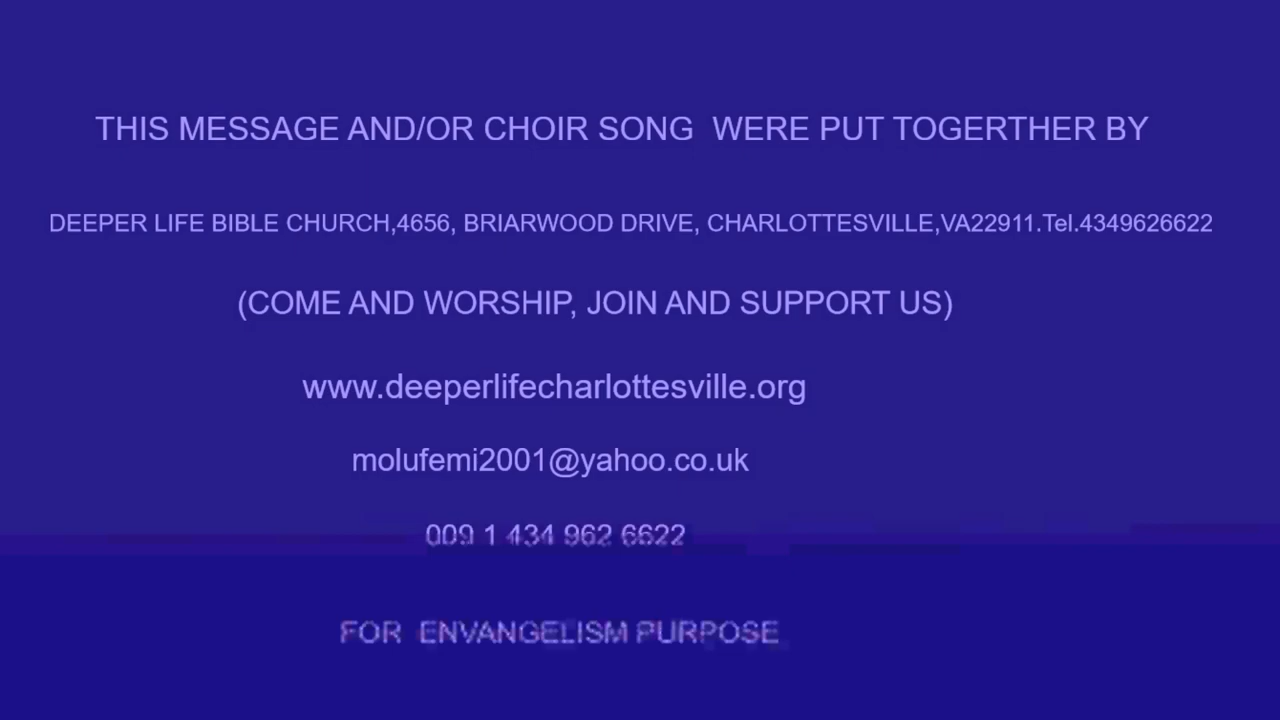 THIS MESSAGE AND/OR CHOIR SONG  WERE PUT TOGERTHER BY
DEEPER LIFE BIBLE CHURCH,4656, BRIARWOOD DRIVE, CHARLOTTESVILLE,VA22911.Tel.4349626622
(COME AND WORSHIP, JOIN AND SUPPORT US)
www.deeperlifecharlottesville.org
molufemi2001@yahoo.co.uk
009 1 434 962 6622
FOR  ENVANGELISM PURPOSE